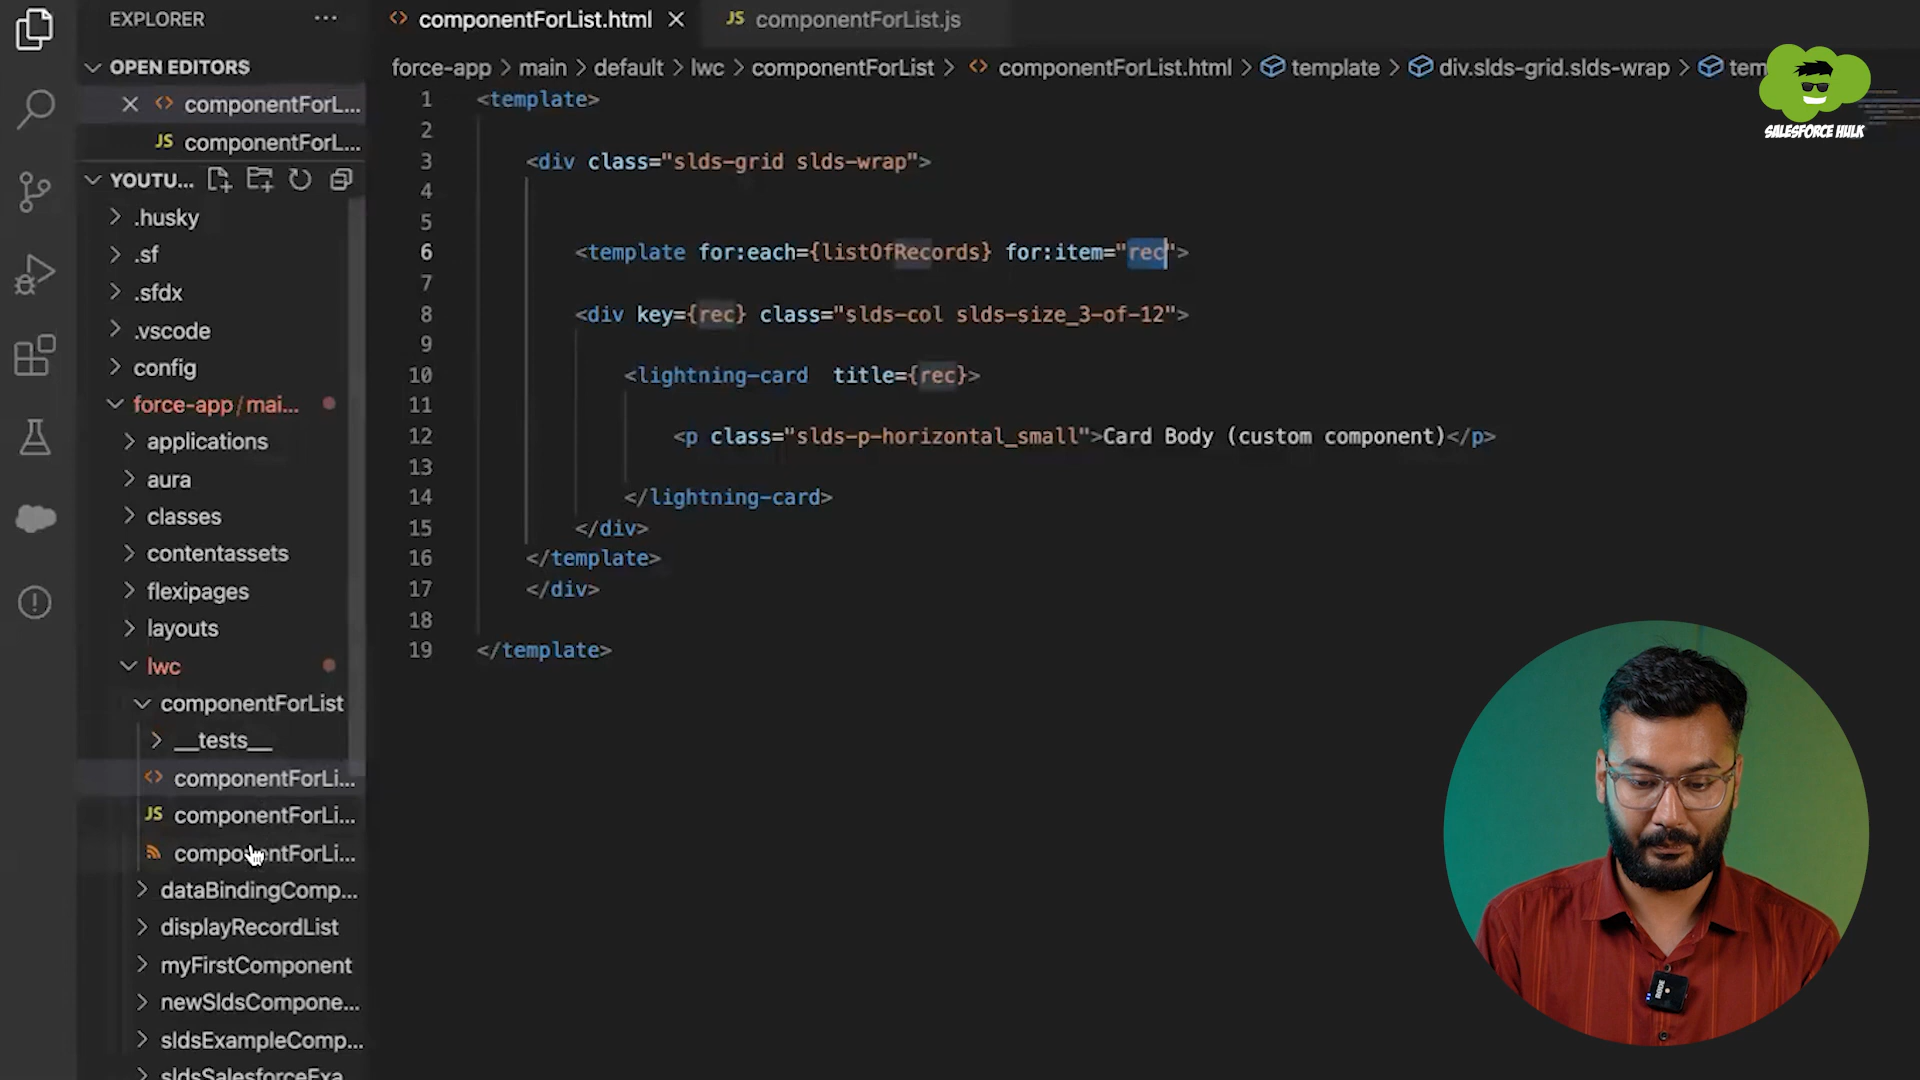 EXPLORER ...
OPEN EDITORS
componentForL...
JS componentForL...
YOUTU...
.husky
.sf
.sfdx
.vscode
config
force-app/mai...
applications
aura
classes
contentassets
flexipages
layouts
lwc
componentForList
__tests__
componentForLi...
JS componentForLi...
componentForLi...
dataBindingComp...
displayRecordList
myFirstComponent
newSldsCompone...
sldsExampleComp...
sldsSalesforceExa
<> componentForList.html ×
JS componentForList.js
force-app > main > default > lwc > componentForList > <> componentForList.html > template > div.slds-grid.slds-wrap > tem
1 <template>
2
3 <div class="slds-grid slds-wrap">
4
5
6 <template for:each={listOfRecords} for:item="rec">
7
8 <div key={rec} class="slds-col slds-size_3-of-12">
9
10 <lightning-card  title={rec}>
11
12 <p class="slds-p-horizontal_small">Card Body (custom component)</p>
13
14 </lightning-card>
15 </div>
16 </template>
17 </div>
18
19 </template>
SALESFORCE HULK
RODE